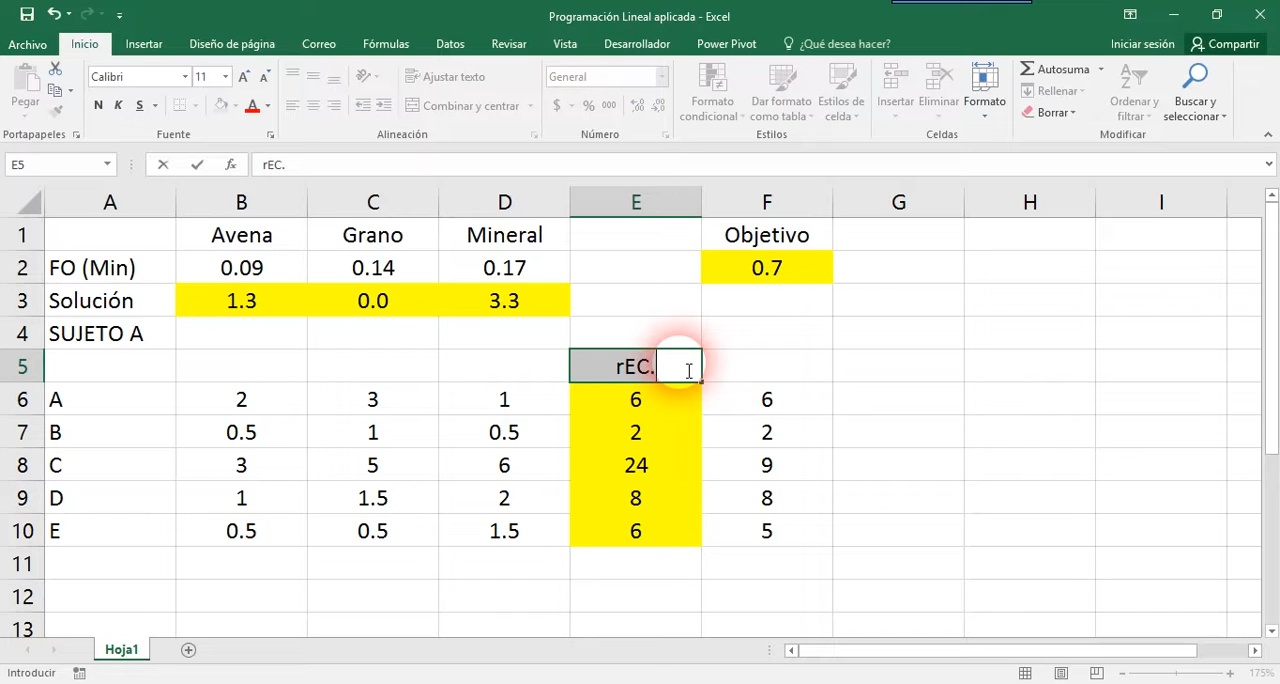 Programación Lineal aplicada - Excel
Archivo Inicio Insertar Diseño de página Correo Fórmulas Datos Revisar Vista Desarrollador Power Pivot ¿Qué desea hacer? Iniciar sesión Compartir
Pegar
Portapapeles
Calibri 11
N K S A
Fuente
Ajustar texto
Combinar y centrar
Alineación
General
$ % 000
Número
Formato condicional
Dar formato como tabla
Estilos de celda
Estilos
Insertar Eliminar Formato
Celdas
Autosuma
Rellenar
Borrar
Ordenar y filtrar
Buscar y seleccionar
Modificar
E5 fx rEC.
A B C D E F G H I
1 Avena Grano Mineral Objetivo
2 FO (Min) 0.09 0.14 0.17 0.7
3 Solución 1.3 0.0 3.3
4 SUJETO A
5 rEC.
6 A 2 3 1 6 6
7 B 0.5 1 0.5 2 2
8 C 3 5 6 24 9
9 D 1 1.5 2 8 8
10 E 0.5 0.5 1.5 6 5
11
12
13
Hoja1
Introducir 175%